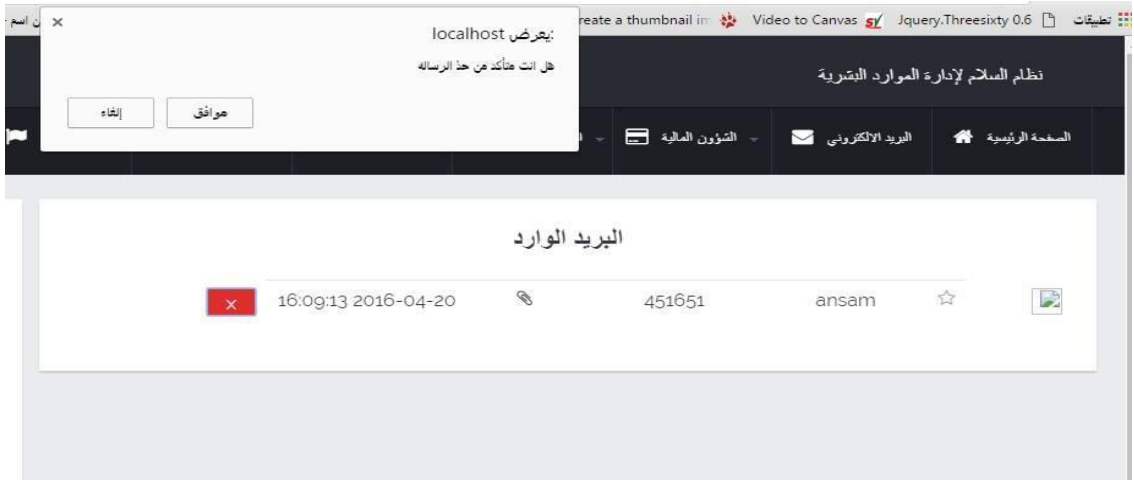 تطبيقات Jquery.Threesixty 0.6 Video to Canvas reate a thumbnail im ن اسم
localhost يعرض:
هل انت متأكد من حذ الرساله
موافق إلغاء
نظام السلام لإدارة الموارد البشرية
الصفحة الرئيسية البريد الالكتروني الشؤون المالية
البريد الوارد
ansam 451651 16:09:13 2016-04-20